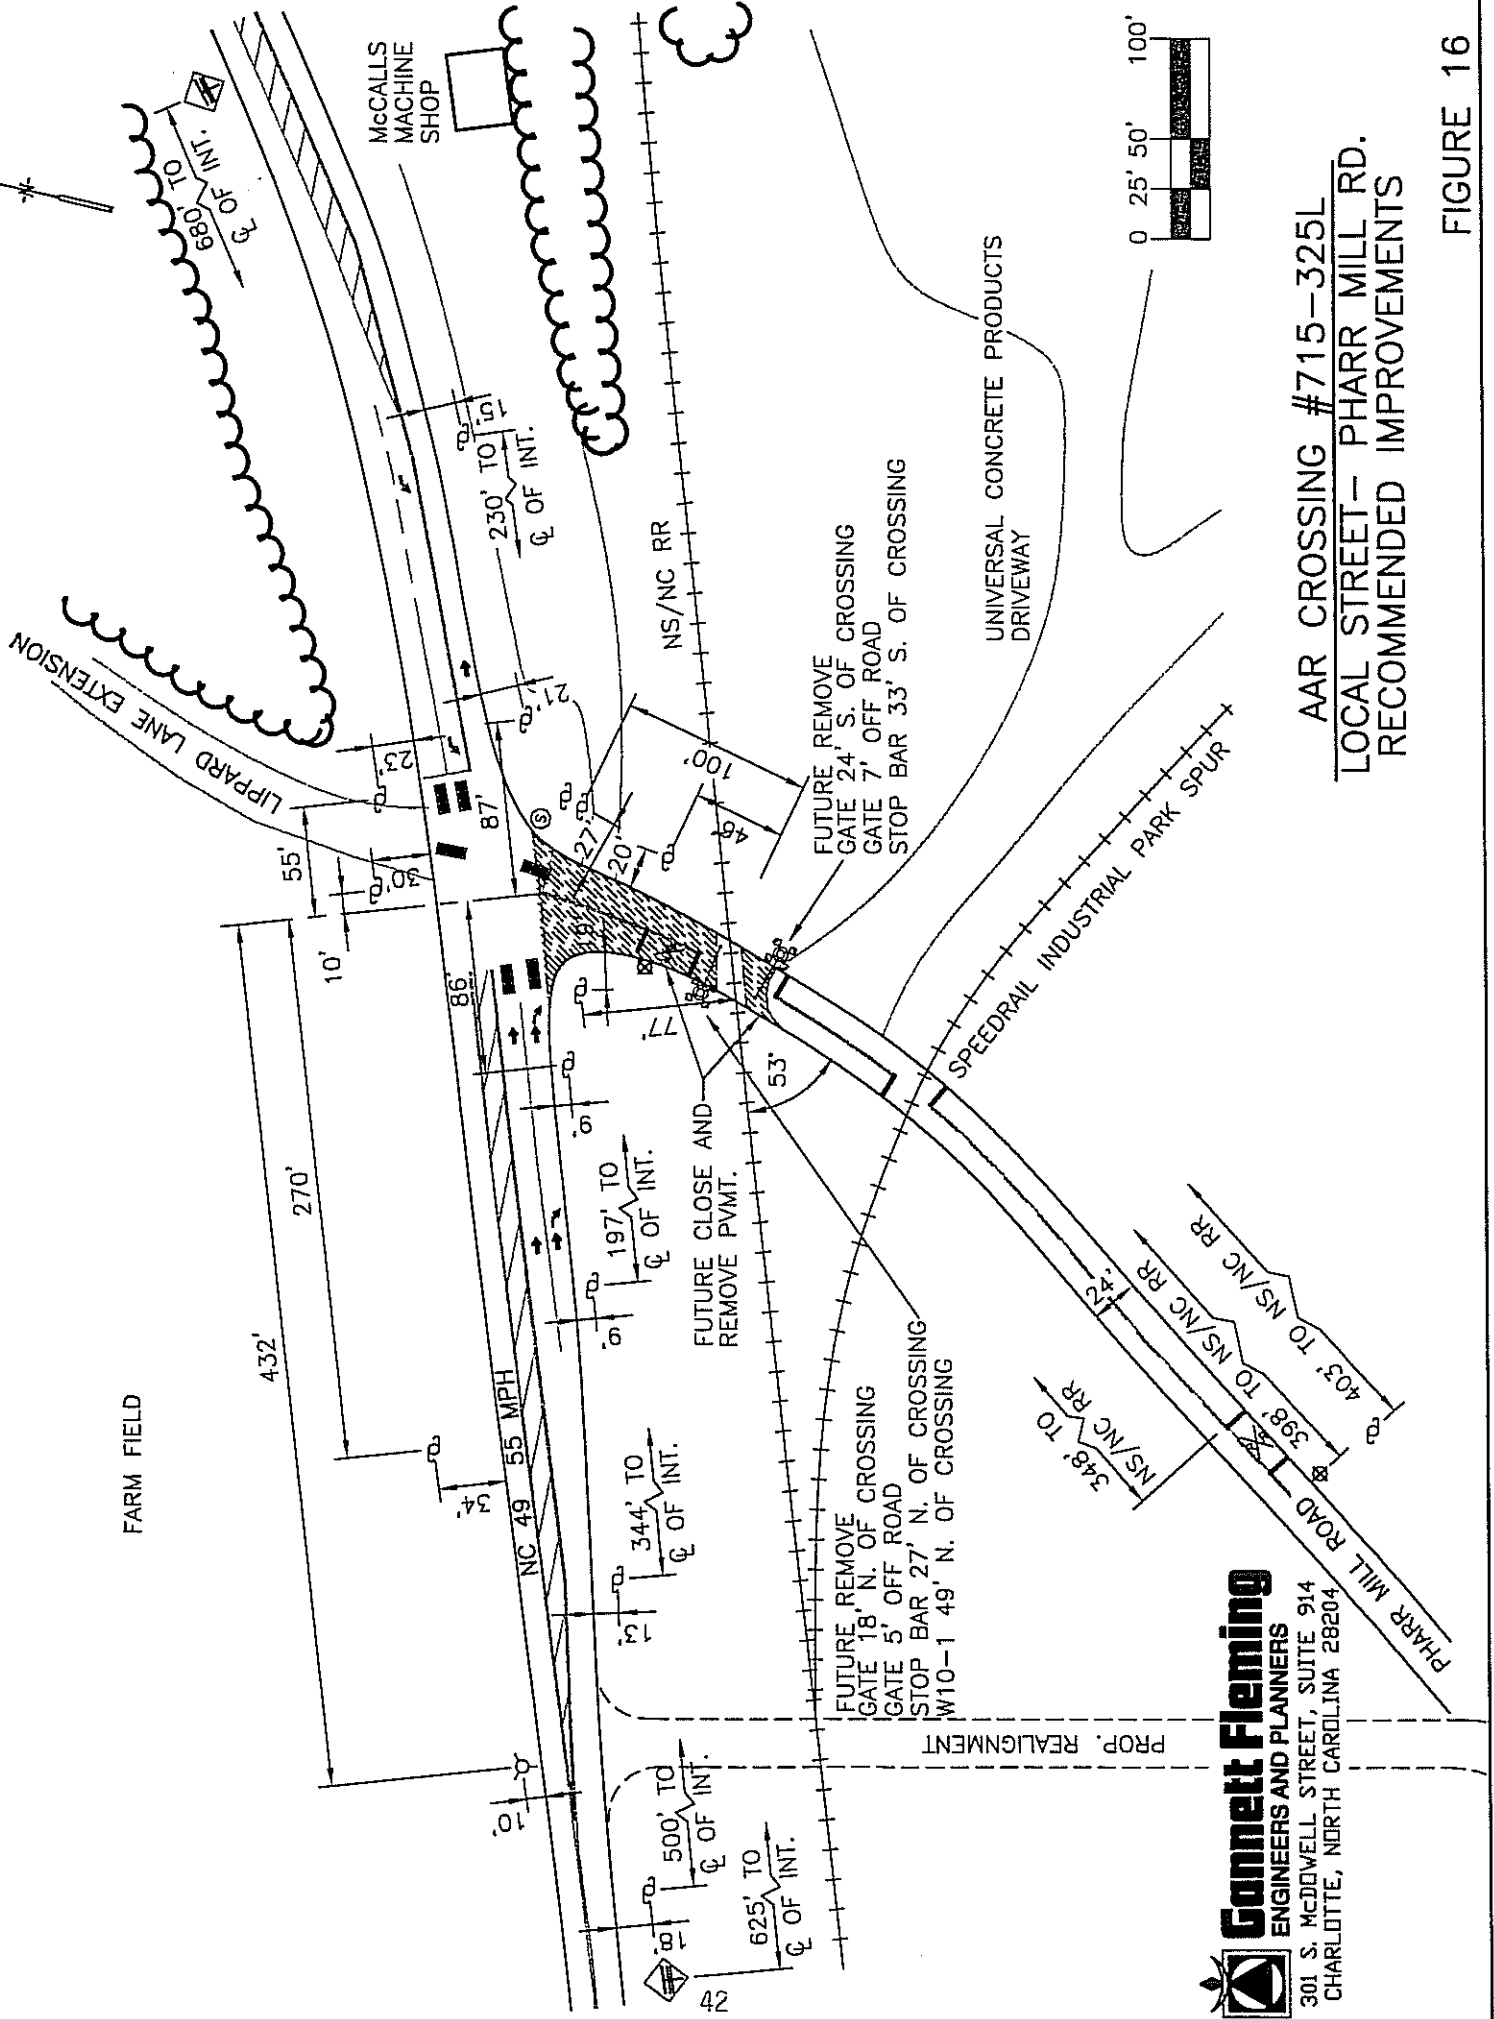 FARM FIELD
LIPPARD LANE EXTENSION
680' TO
℄ OF INT.
McCALLS
MACHINE
SHOP
432'
270'
10'
55'
30'
23'
86'
87'
34'
NC 49 55 MPH
10'
18'
13'
9'
9'
19'
77'
27'
20'
21'
15'
230' TO
℄ OF INT.
S
100'
46'
NS/NC RR
625' TO
℄ OF INT.
500' TO
℄ OF INT.
344' TO
℄ OF INT.
197' TO
℄ OF INT.
42
FUTURE CLOSE AND
REMOVE PVMT.
53°
FUTURE REMOVE
GATE 24' S. OF CROSSING
GATE 7' OFF ROAD
STOP BAR 33' S. OF CROSSING
FUTURE REMOVE
GATE 18' N. OF CROSSING
GATE 5' OFF ROAD
STOP BAR 27' N. OF CROSSING
W10-1 49' N. OF CROSSING
PROP. REALIGNMENT
SPEEDRAIL INDUSTRIAL PARK SPUR
UNIVERSAL CONCRETE PRODUCTS
DRIVEWAY
24'
348' TO
NS/NC RR
398' TO NS/NC RR
403' TO NS/NC RR
PHARR MILL ROAD
0 25' 50' 100'
Gannett Fleming
ENGINEERS AND PLANNERS
301 S. McDOWELL STREET, SUITE 914
CHARLOTTE, NORTH CAROLINA 28204
AAR CROSSING #715-325L
LOCAL STREET- PHARR MILL RD.
RECOMMENDED IMPROVEMENTS
FIGURE 16